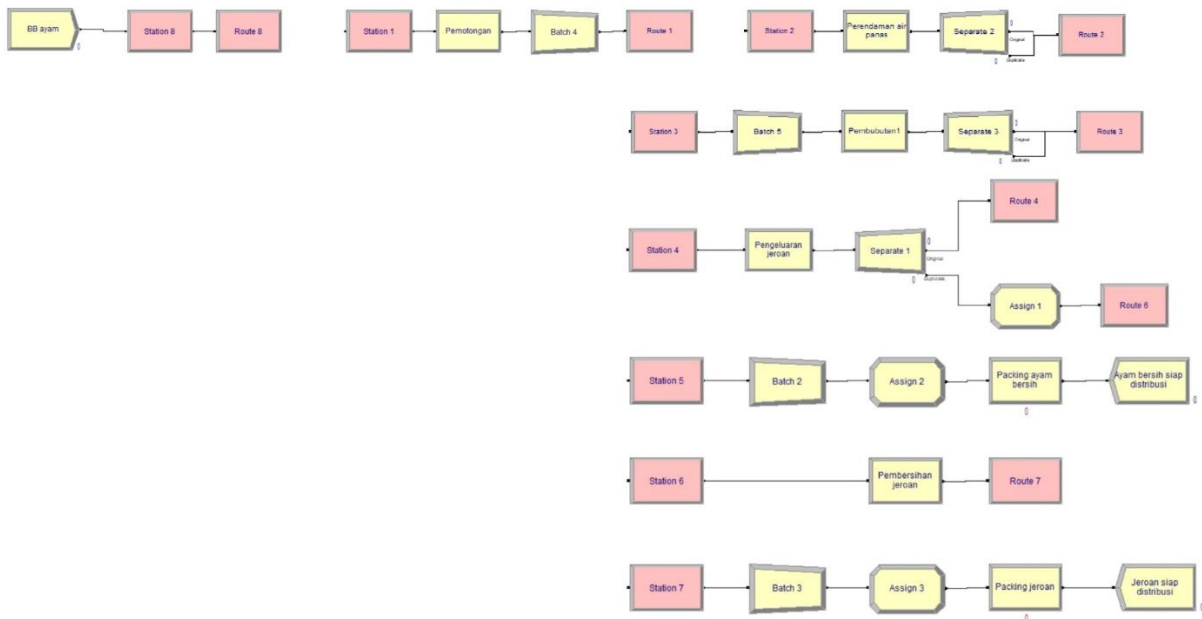 BB ayam
Station 8
Route 8
Station 1
Pemotongan
Batch 4
Route 1
Station 2
Perendaman air
panas
Separate 2
Original
Duplicate
Route 2
Station 3
Batch 5
Pembubutan1
Separate 3
Original
Duplicate
Route 3
Station 4
Pengeluaran
jeroan
Separate 1
Original
Duplicate
Route 4
Assign 1
Route 6
Station 5
Batch 2
Assign 2
Packing ayam
bersih
Ayam bersih siap
distribusi
Station 6
Pembersihan
jeroan
Route 7
Station 7
Batch 3
Assign 3
Packing jeroan
Jeroan siap
distribusi